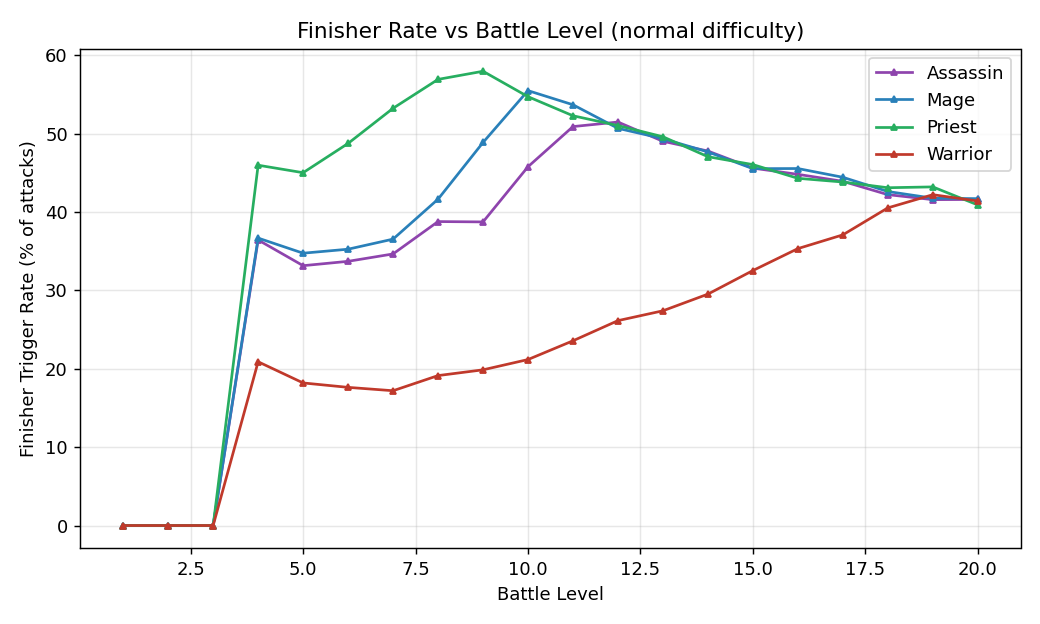 Finisher Rate vs Battle Level (normal difficulty)
Finisher Trigger Rate (% of attacks)
60
50
40
30
20
10
0
Assassin
Mage
Priest
Warrior
2.5 5.0 7.5 10.0 12.5 15.0 17.5 20.0
Battle Level